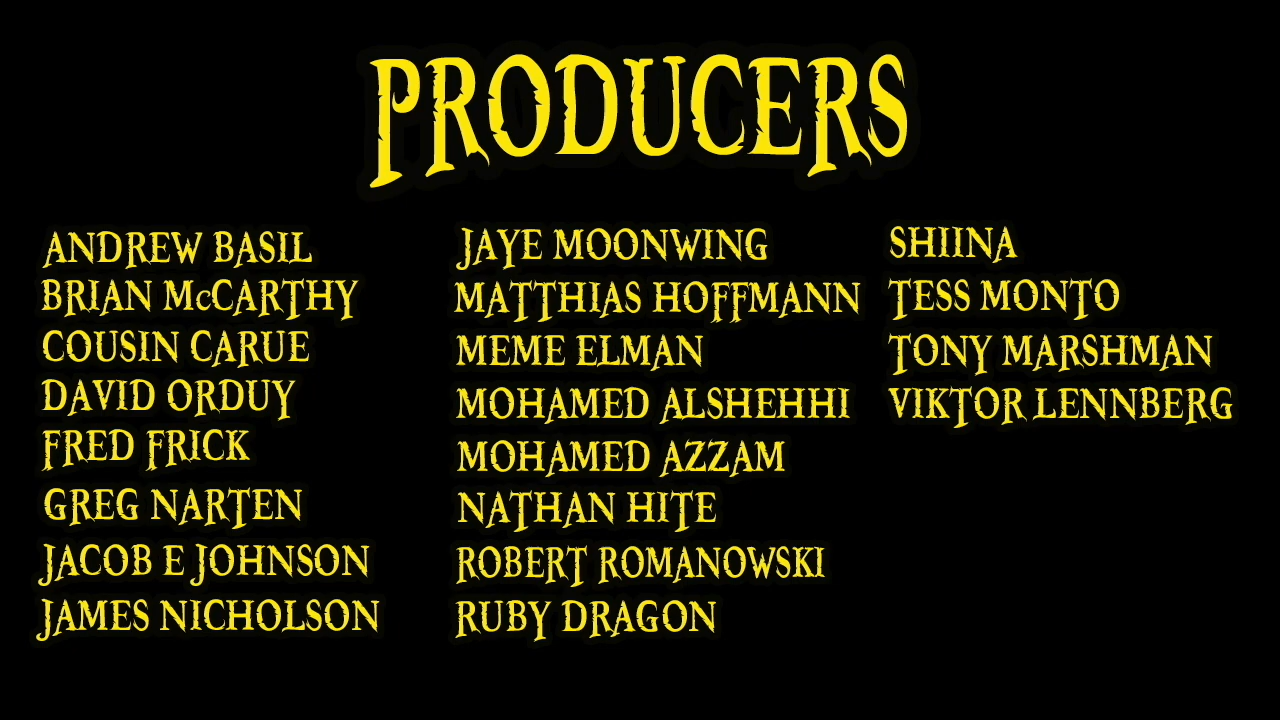 PRODUCERS
ANDREW BASIL
BRIAN McCARTHY
COUSIN CARUE
DAVID ORDUY
FRED FRICK
GREG NARTEN
JACOB E JOHNSON
JAMES NICHOLSON
JAYE MOONWING
MATTHIAS HOFFMANN
MEME ELMAN
MOHAMED ALSHEHHI
MOHAMED AZZAM
NATHAN HITE
ROBERT ROMANOWSKI
RUBY DRAGON
SHIINA
TESS MONTO
TONY MARSHMAN
VIKTOR LENNBERG